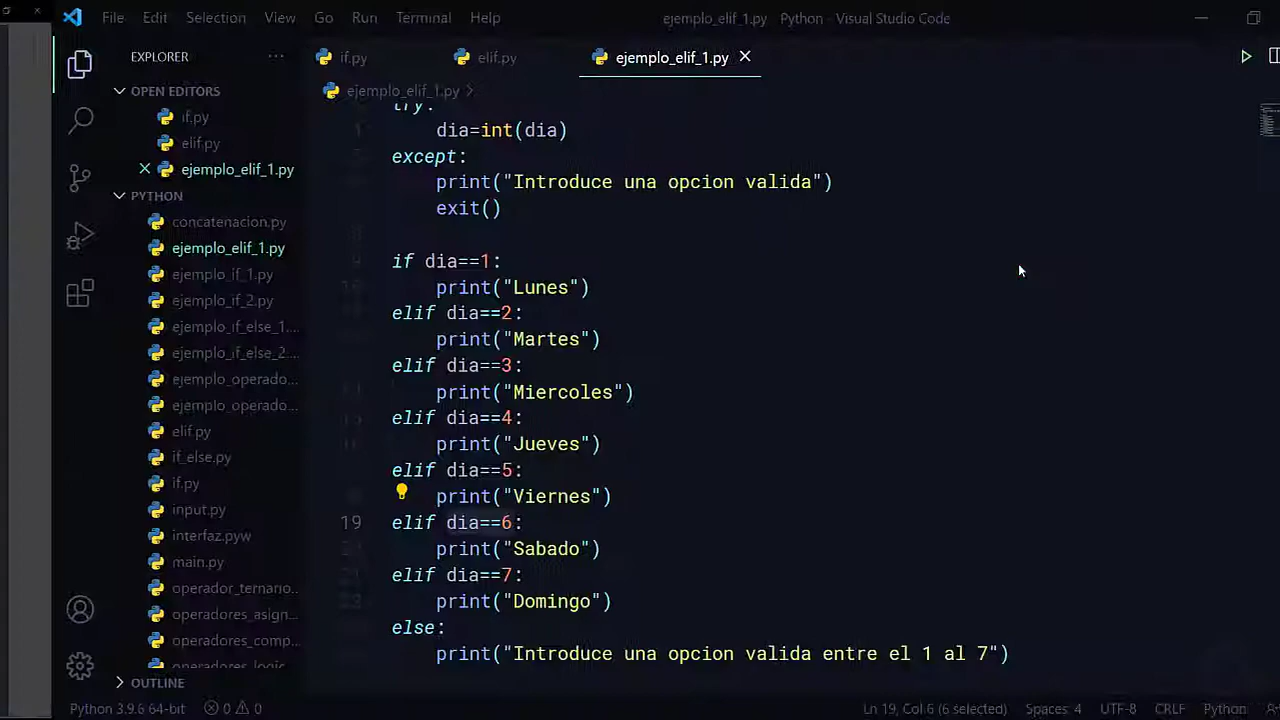 File Edit Selection View Go Run Terminal Help ejemplo_elif_1.py Python - Visual Studio Code
EXPLORER ...
if.py elif.py ejemplo_elif_1.py
OPEN EDITORS
if.py
elif.py
ejemplo_elif_1.py
PYTHON
concatenacion.py
ejemplo_elif_1.py
ejemplo_if_1.py
ejemplo_if_2.py
ejemplo_if_else_1....
ejemplo_if_else_2....
ejemplo_operado...
ejemplo_operado...
elif.py
if_else.py
if.py
input.py
interfaz.pyw
main.py
operador_ternario...
operadores_asign...
operadores_comp...
operadores_logic...
OUTLINE
ejemplo_elif_1.py >
try:
dia=int(dia)
except:
print("Introduce una opcion valida")
exit()
if dia==1:
print("Lunes")
elif dia==2:
print("Martes")
elif dia==3:
print("Miercoles")
elif dia==4:
print("Jueves")
elif dia==5:
print("Viernes")
19 elif dia==6:
print("Sabado")
elif dia==7:
print("Domingo")
else:
print("Introduce una opcion valida entre el 1 al 7")
Python 3.9.6 64-bit 0 0 Ln 19, Col 6 (6 selected) Spaces: 4 UTF-8 CRLF Python